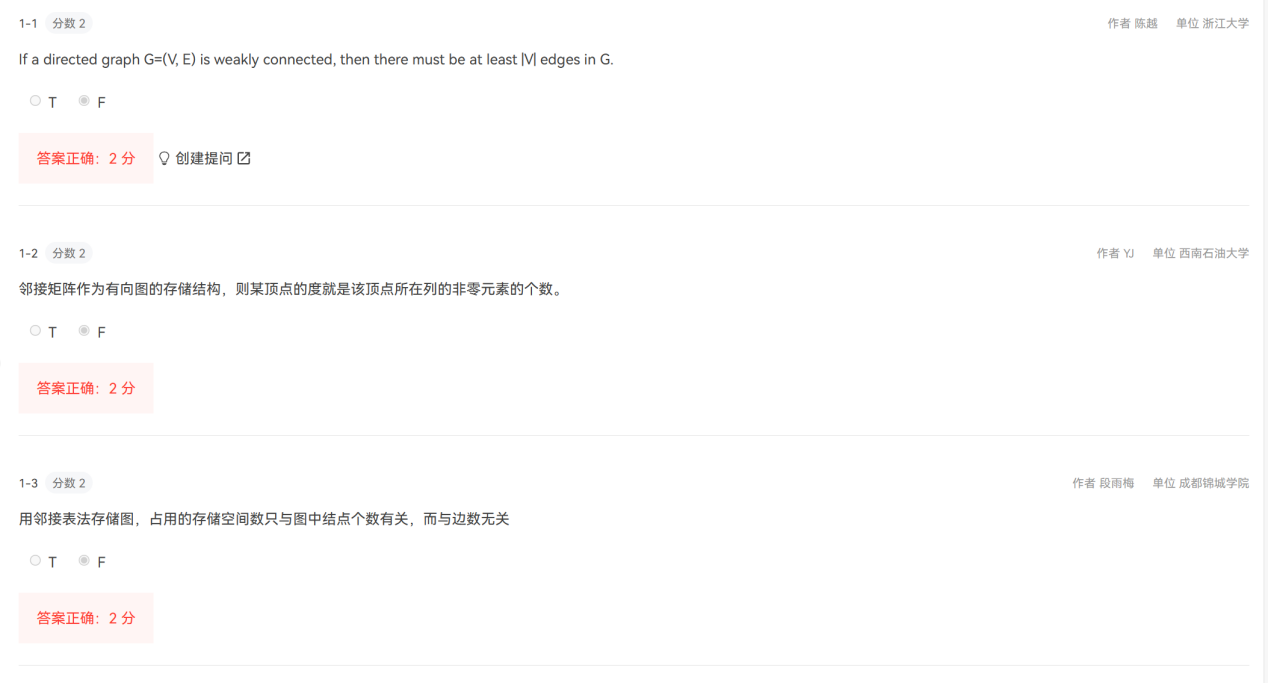 1-1 分数 2 作者 陈越 单位 浙江大学
If a directed graph G=(V, E) is weakly connected, then there must be at least |V| edges in G.
T F
答案正确：2 分 创建提问
1-2 分数 2 作者 YJ 单位 西南石油大学
邻接矩阵作为有向图的存储结构，则某顶点的度就是该顶点所在列的非零元素的个数。
T F
答案正确：2 分
1-3 分数 2 作者 段雨梅 单位 成都锦城学院
用邻接表法存储图，占用的存储空间数只与图中结点个数有关，而与边数无关
T F
答案正确：2 分